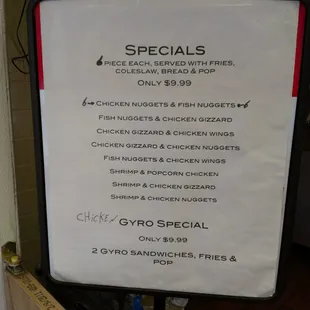 SPECIALS
6 PIECE EACH, SERVED WITH FRIES,
COLESLAW, BREAD & POP
ONLY $9.99
6→ CHICKEN NUGGETS & FISH NUGGETS ←6
FISH NUGGETS & CHICKEN GIZZARD
CHICKEN GIZZARD & CHICKEN WINGS
CHICKEN GIZZARD & CHICKEN NUGGETS
FISH NUGGETS & CHICKEN WINGS
SHRIMP & POPCORN CHICKEN
SHRIMP & CHICKEN GIZZARD
SHRIMP & CHICKEN NUGGETS
CHICKEN GYRO SPECIAL
ONLY $9.99
2 GYRO SANDWICHES, FRIES &
POP